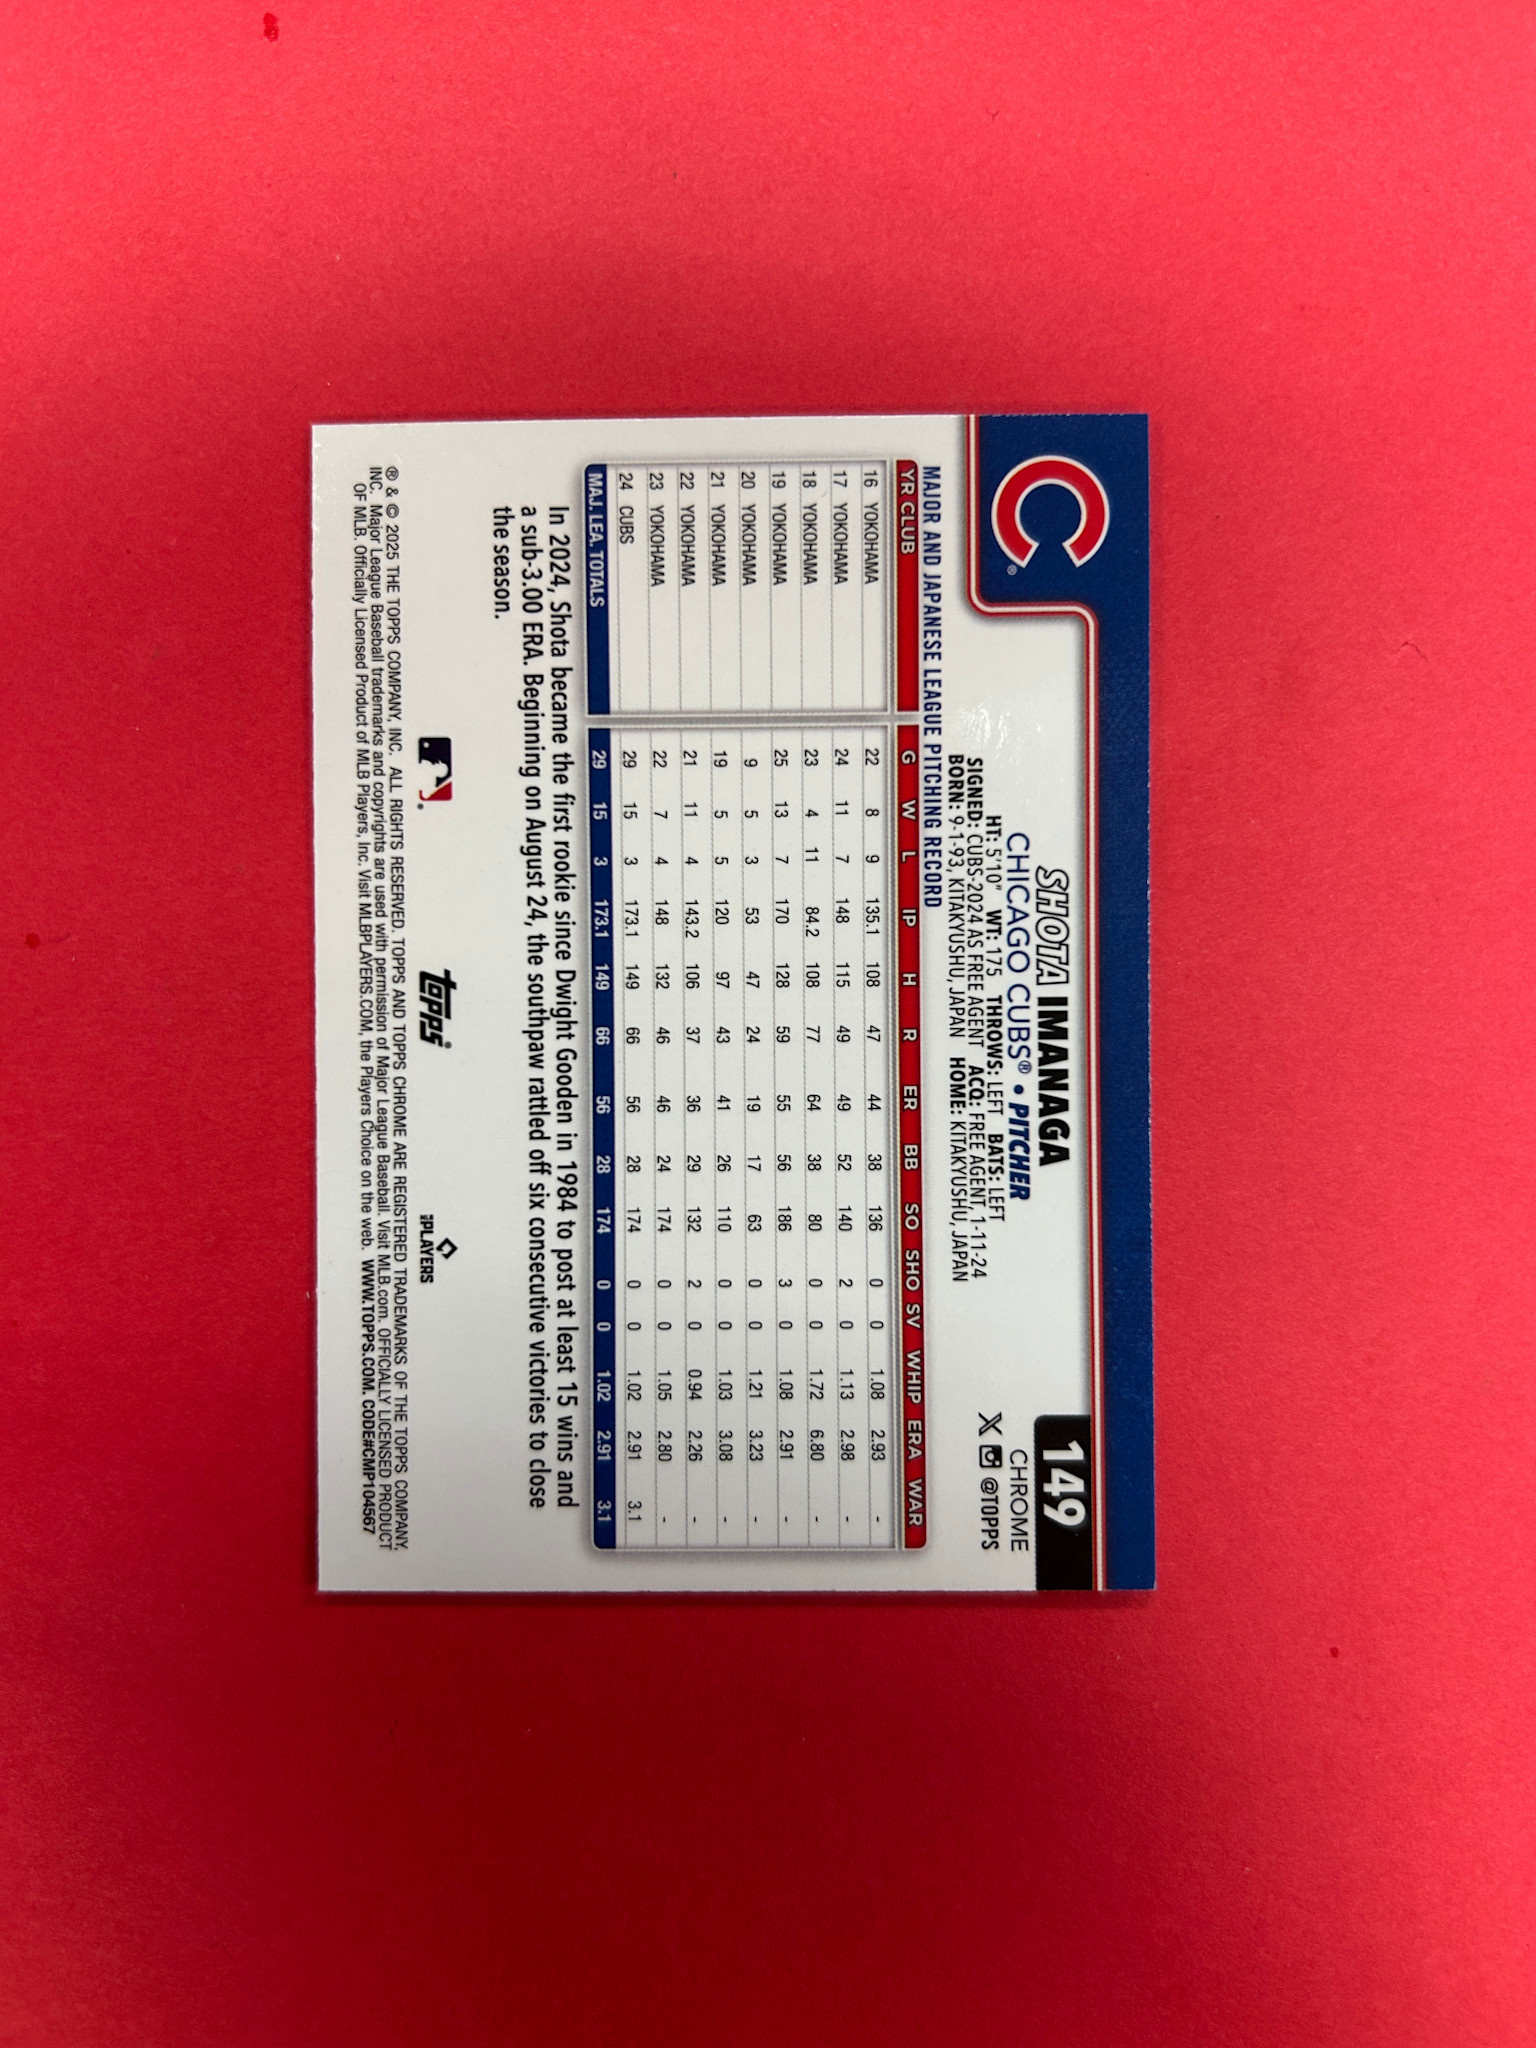 149
SHOTA IMANAGA
CHROME
CHICAGO CUBS® • PITCHER
HT: 5'10" WT: 175 THROWS: LEFT BATS: LEFT
@TOPPS
SIGNED: CUBS-2024 AS FREE AGENT ACQ: FREE AGENT, 1-11-24
BORN: 9-1-93, KITAKYUSHU, JAPAN HOME: KITAKYUSHU, JAPAN
MAJOR AND JAPANESE LEAGUE PITCHING RECORD
YR CLUB G W L IP H R ER BB SO SHO SV WHIP ERA WAR
16 YOKOHAMA 22 8 9 135.1 108 47 44 38 136 0 0 1.08 2.93 -
17 YOKOHAMA 24 11 7 148 115 49 49 52 140 2 0 1.13 2.98 -
18 YOKOHAMA 23 4 11 84.2 108 77 64 38 80 0 0 1.72 6.80 -
19 YOKOHAMA 25 13 7 170 128 59 55 56 186 3 0 1.08 2.91 -
20 YOKOHAMA 9 5 3 53 47 24 19 17 63 0 0 1.21 3.23 -
21 YOKOHAMA 19 5 5 120 97 43 41 26 110 0 0 1.03 3.08 -
22 YOKOHAMA 21 11 4 143.2 106 37 36 29 132 2 0 0.94 2.26 -
23 YOKOHAMA 22 7 4 148 132 46 46 24 174 0 0 1.05 2.80 -
24 CUBS 29 15 3 173.1 149 66 56 28 174 0 0 1.02 2.91 3.1
MAJ. LEA. TOTALS 29 15 3 173.1 149 66 56 28 174 0 0 1.02 2.91 3.1
In 2024, Shota became the first rookie since Dwight Gooden in 1984 to post at least 15 wins and
a sub-3.00 ERA. Beginning on August 24, the southpaw rattled off six consecutive victories to close
the season.
topps®
PLAYERS
® & © 2025 THE TOPPS COMPANY, INC. ALL RIGHTS RESERVED. TOPPS AND TOPPS CHROME ARE REGISTERED TRADEMARKS OF THE TOPPS COMPANY,
INC. Major League Baseball trademarks and copyrights are used with permission of Major League Baseball. Visit MLB.com. OFFICIALLY LICENSED PRODUCT
OF MLB. Officially Licensed Product of MLB Players, Inc. Visit MLBPLAYERS.COM, the Players Choice on the web. WWW.TOPPS.COM. CODE#CMP104567